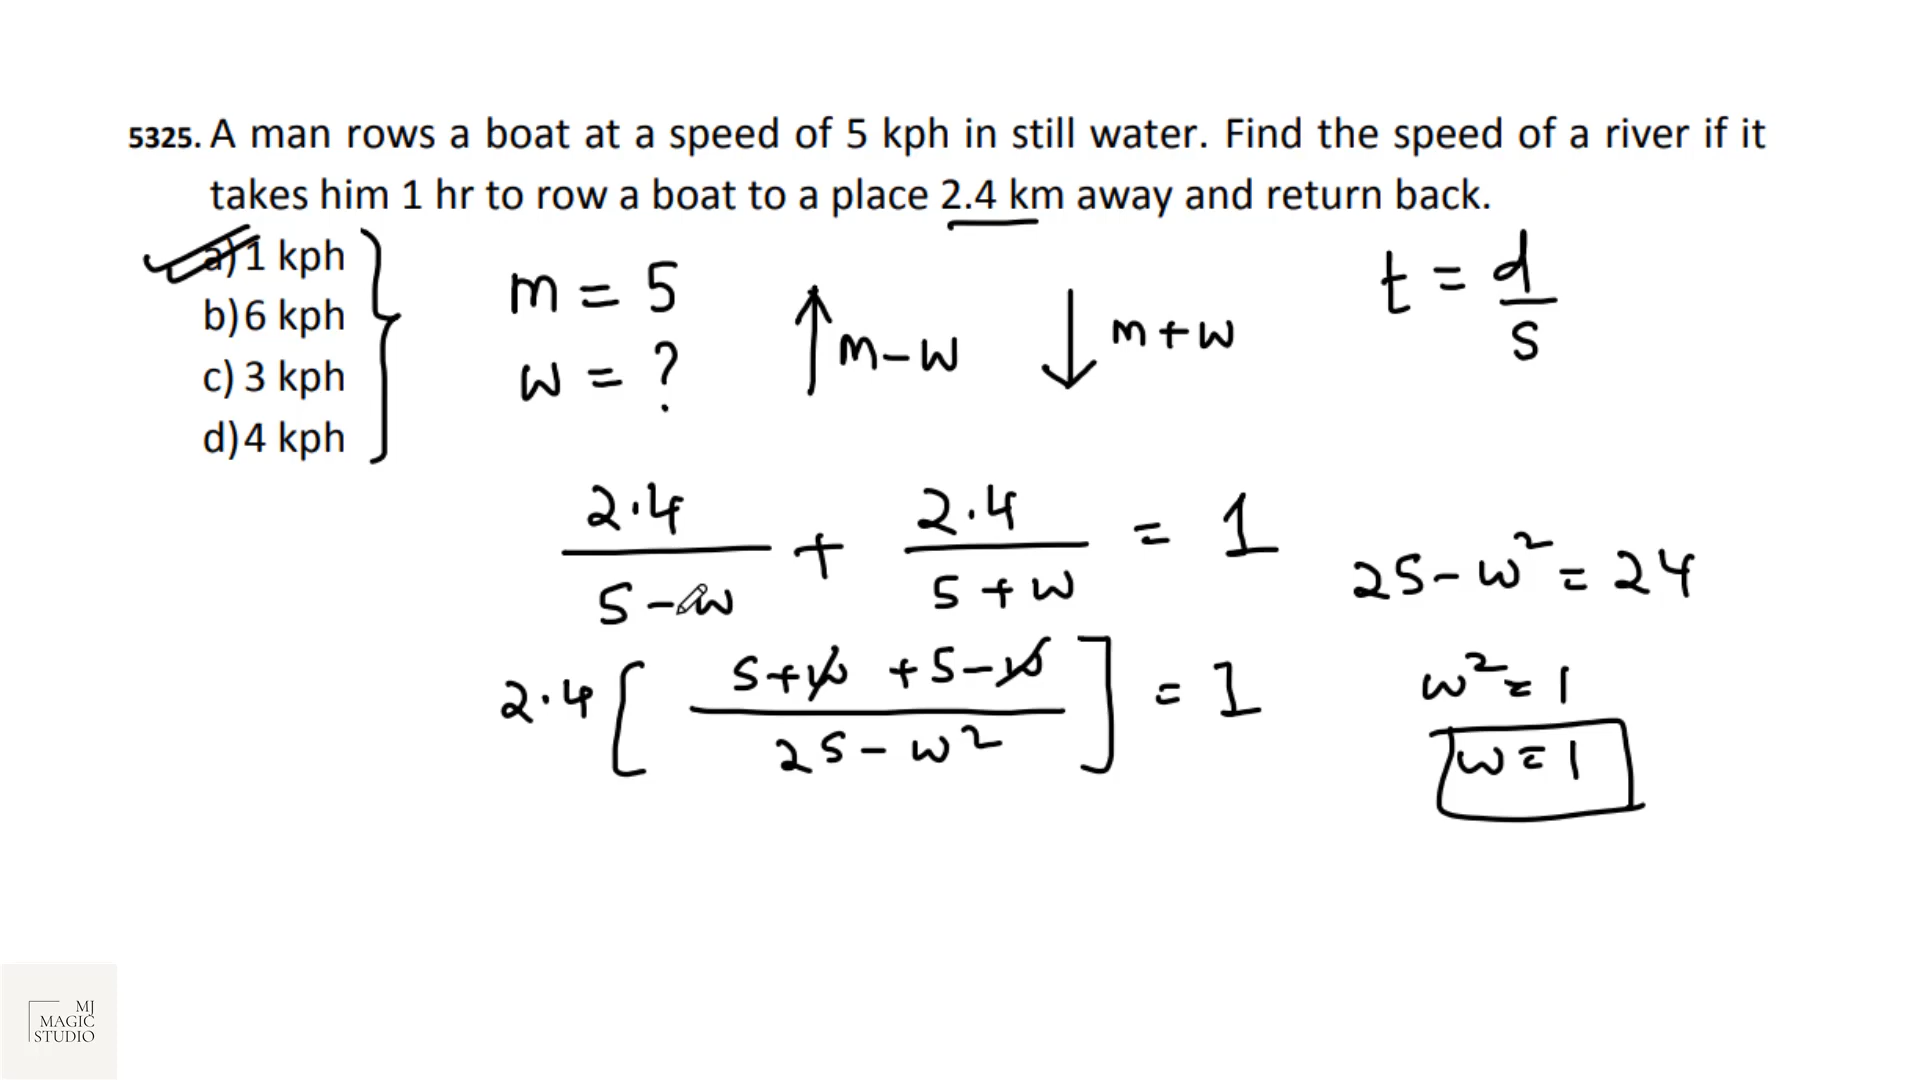 5325. A man rows a boat at a speed of 5 kph in still water. Find the speed of a river if it
takes him 1 hr to row a boat to a place 2.4 km away and return back.
a) 1 kph
b) 6 kph
c) 3 kph
d) 4 kph
m = 5
w = ?
↑ m - w
↓ m + w
t = d/s
2.4/(5 - w) + 2.4/(5 + w) = 1
2.4 [ (5 + w + 5 - w)/(25 - w²) ] = 1
25 - w² = 24
w² = 1
w = 1
MJ
MAGIC
STUDIO